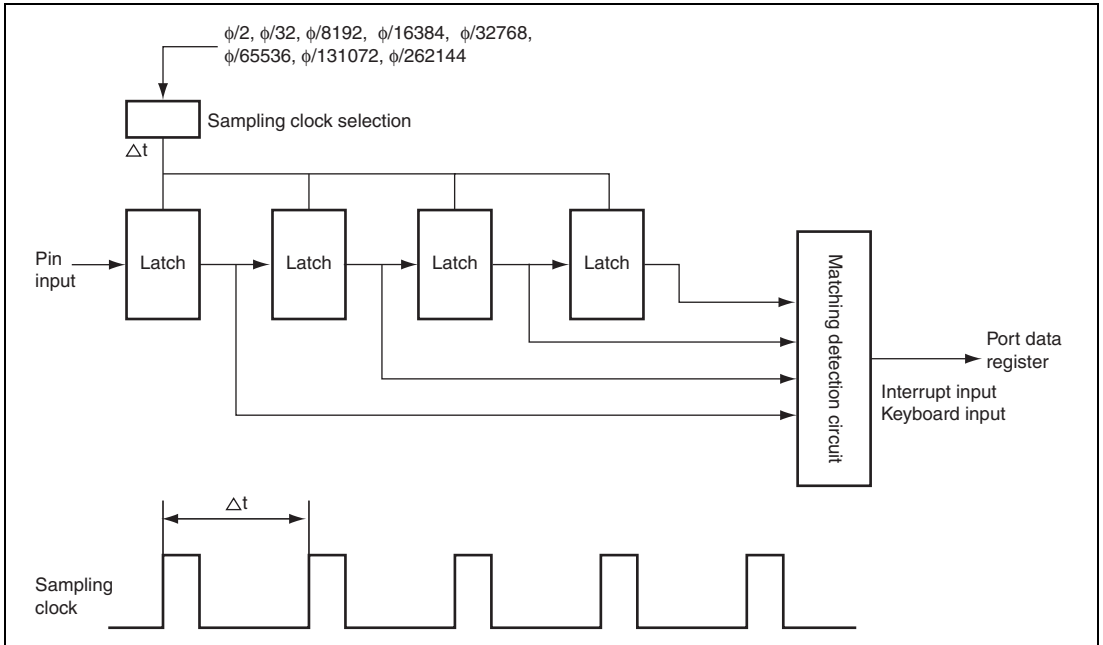 ϕ/2, ϕ/32, ϕ/8192, ϕ/16384, ϕ/32768,
ϕ/65536, ϕ/131072, ϕ/262144
Sampling clock selection
△t
Pin
input
Latch
Latch
Latch
Latch
Matching detection circuit
Port data
register
Interrupt input
Keyboard input
△t
Sampling
clock